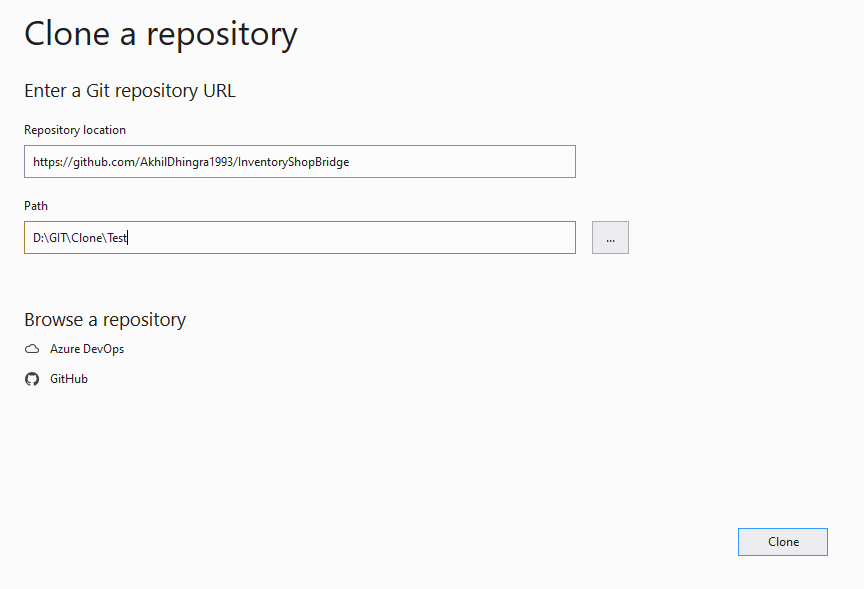 Clone a repository
Enter a Git repository URL
Repository location
https://github.com/AkhilDhingra1993/InventoryShopBridge
Path
D:\GIT\Clone\Test
...
Browse a repository
Azure DevOps
GitHub
Clone